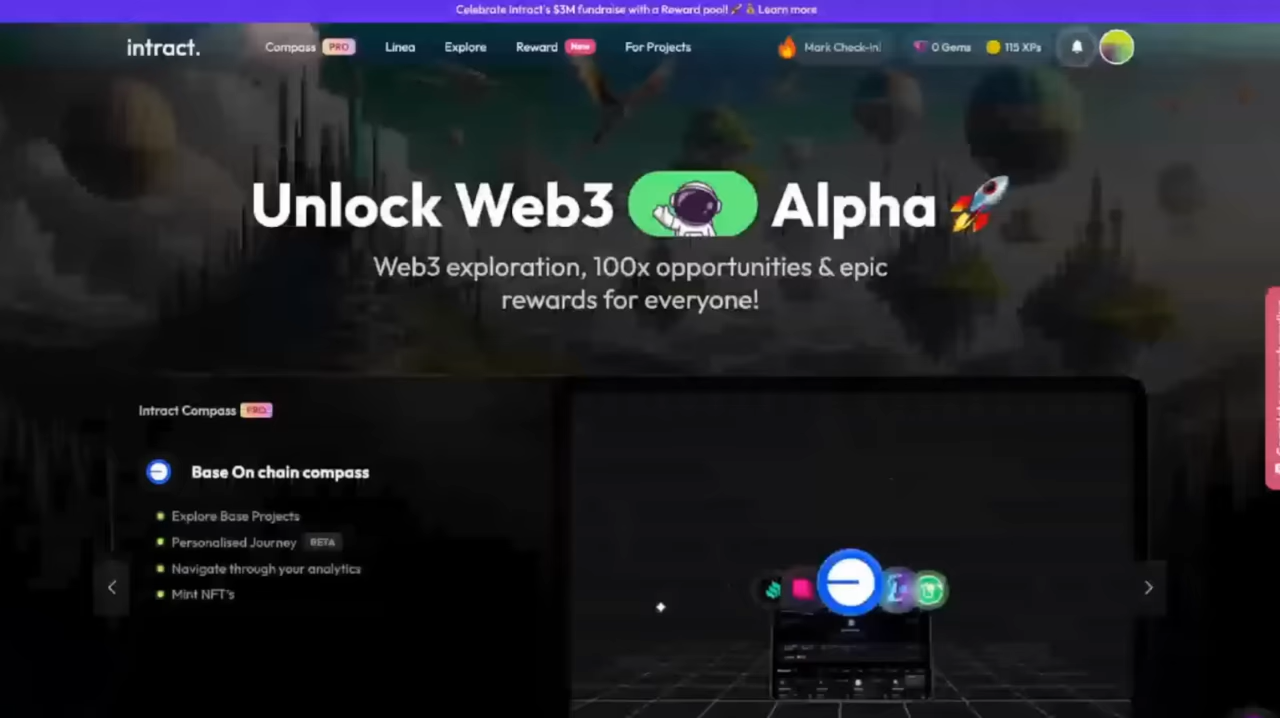 Celebrate Intract's $3M fundraise with a Reward pool! 🚀 💰 Learn more
intract.
Compass PRO
Linea
Explore
Reward New
For Projects
Mark Check-in!
0 Gems
115 XPs
Unlock Web3 Alpha 🚀
Web3 exploration, 100x opportunities & epic
rewards for everyone!
Intract Compass PRO
Base On chain compass
Explore Base Projects
Personalised Journey BETA
Navigate through your analytics
Mint NFT's